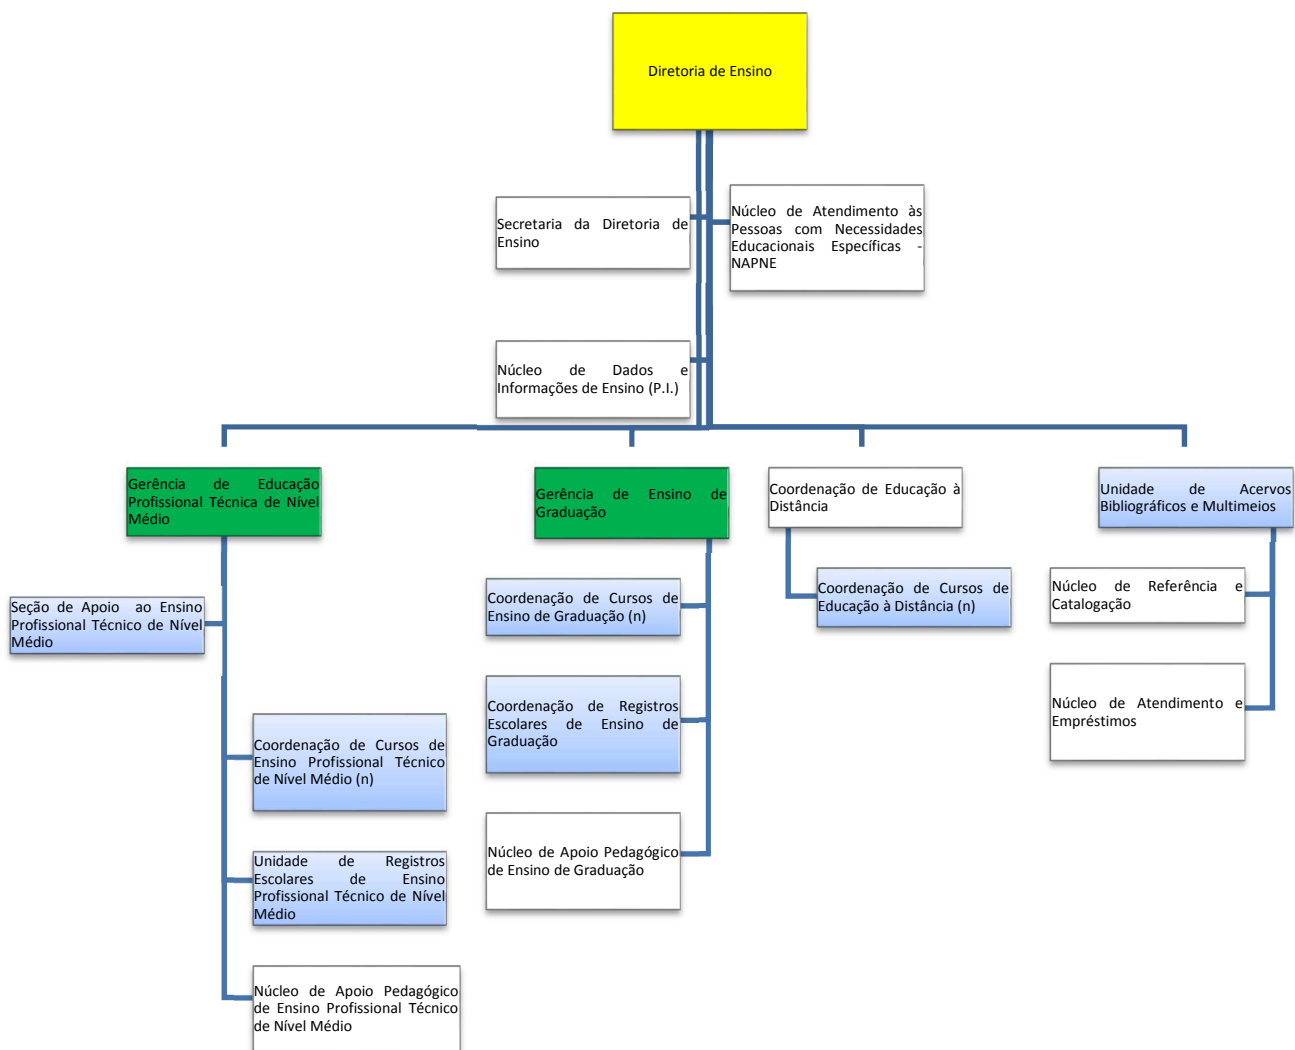 Diretoria de Ensino
Secretaria da Diretoria de
Ensino
Núcleo de Atendimento às
Pessoas com Necessidades
Educacionais Específicas -
NAPNE
Núcleo de Dados e
Informações de Ensino (P.I.)
Gerência de Educação
Profissional Técnica de Nível
Médio
Gerência de Ensino de
Graduação
Coordenação de Educação à
Distância
Unidade de Acervos
Bibliográficos e Multimeios
Seção de Apoio ao Ensino
Profissional Técnico de Nível
Médio
Coordenação de Cursos de
Ensino Profissional Técnico
de Nível Médio (n)
Unidade de Registros
Escolares de Ensino
Profissional Técnico de Nível
Médio
Núcleo de Apoio Pedagógico
de Ensino Profissional Técnico
de Nível Médio
Coordenação de Cursos de
Ensino de Graduação (n)
Coordenação de Registros
Escolares de Ensino de
Graduação
Núcleo de Apoio Pedagógico
de Ensino de Graduação
Coordenação de Cursos de
Educação à Distância (n)
Núcleo de Referência e
Catalogação
Núcleo de Atendimento e
Empréstimos